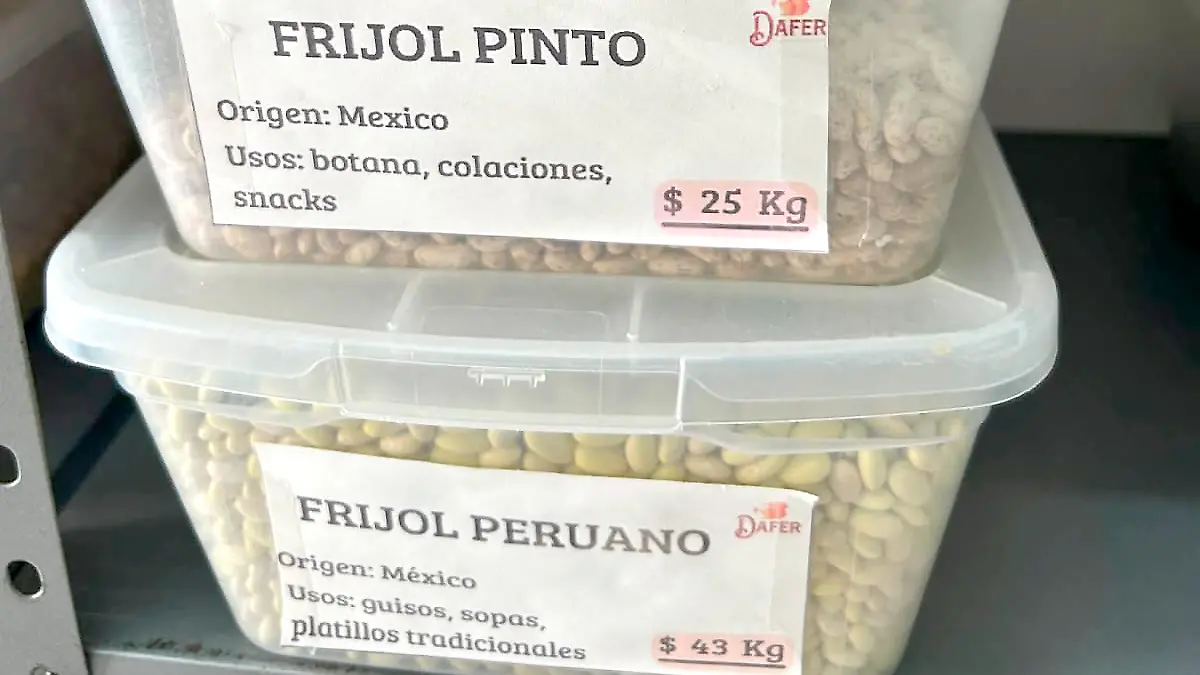 FRIJOL PINTO
DAFER
Origen: Mexico
Usos: botana, colaciones,
snacks
$ 25 Kg
FRIJOL PERUANO
DAFER
Origen: México
Usos: guisos, sopas,
platillos tradicionales
$ 43 Kg